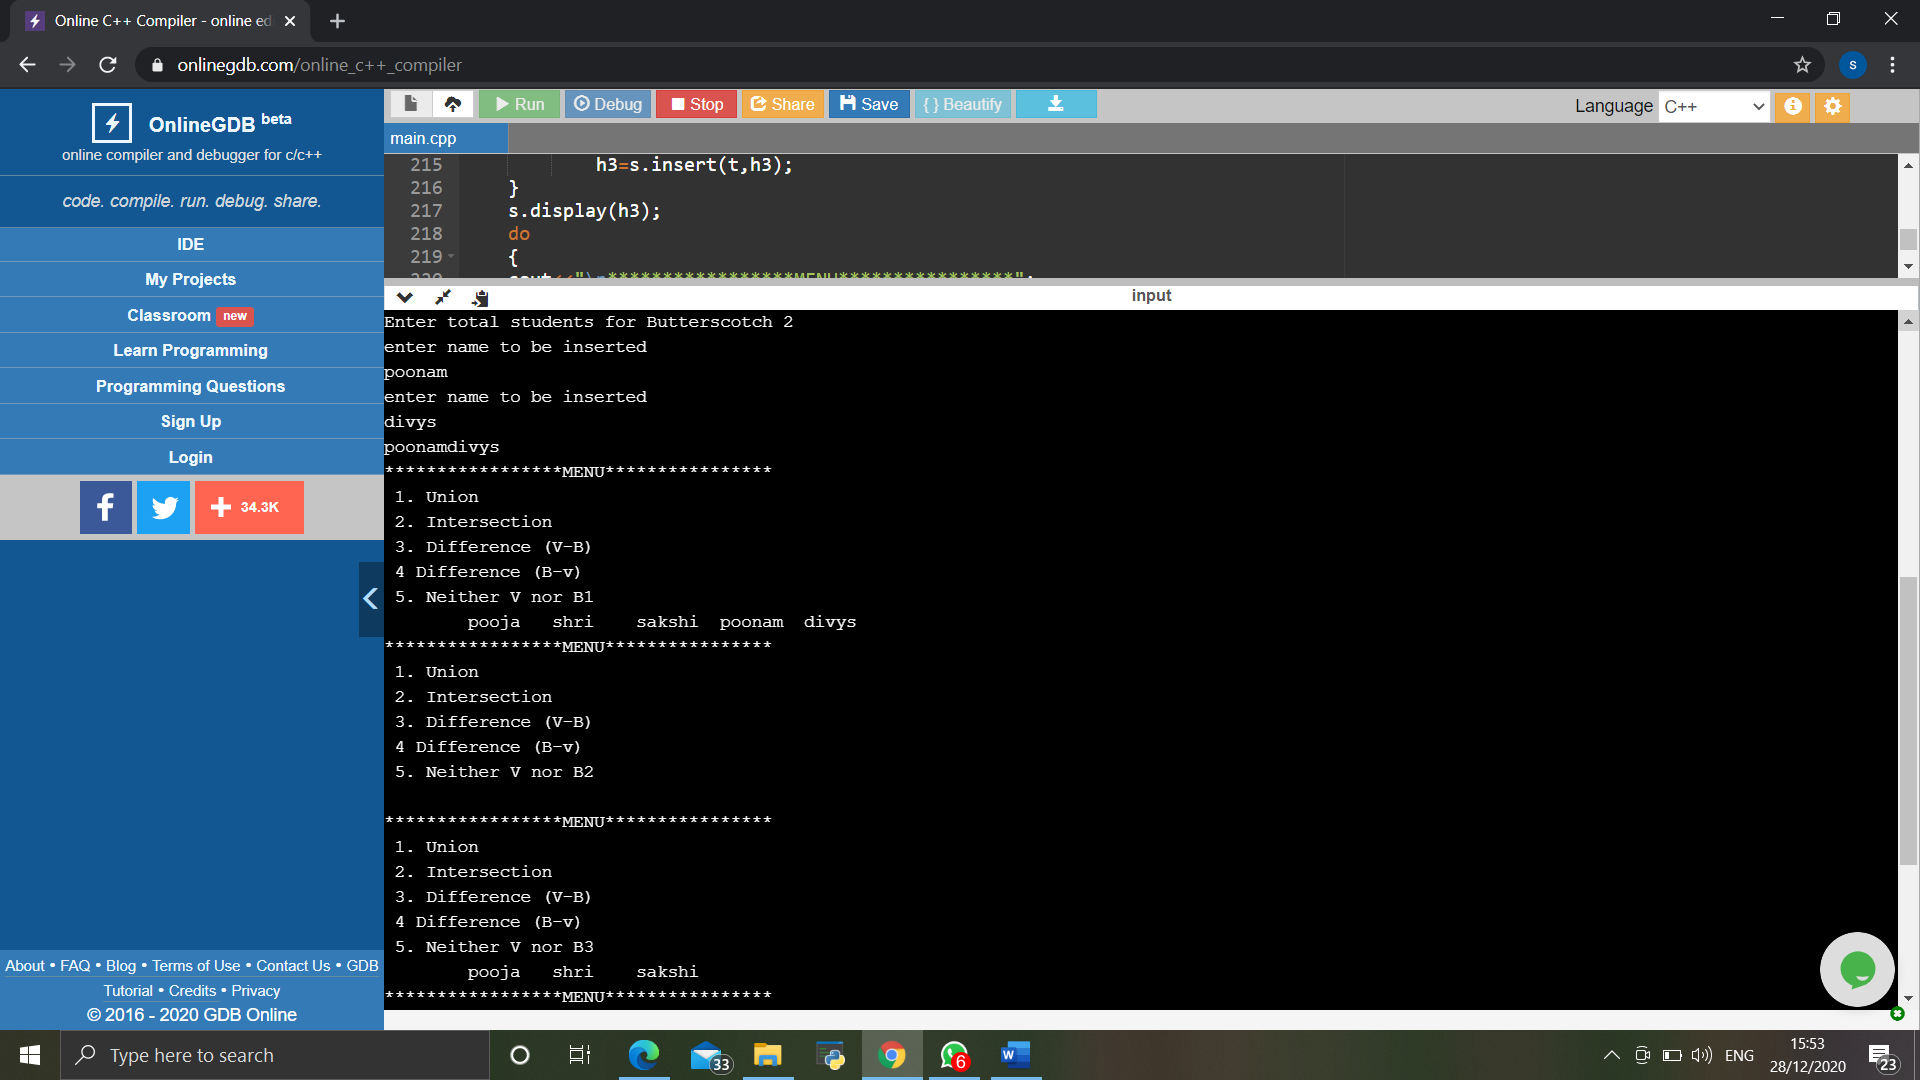 Online C++ Compiler - online ed
onlinegdb.com/online_c++_compiler
s
OnlineGDB beta
online compiler and debugger for c/c++
code. compile. run. debug. share.
IDE
My Projects
Classroom new
Learn Programming
Programming Questions
Sign Up
Login
34.3K
About • FAQ • Blog • Terms of Use • Contact Us • GDB
Tutorial • Credits • Privacy
© 2016 - 2020 GDB Online
Run Debug Stop Share Save {} Beautify
Language C++
main.cpp
215 h3=s.insert(t,h3);
216 }
217 s.display(h3);
218 do
219 {
220 cout<<"\n*****************MENU****************";
input
Enter total students for Butterscotch 2
enter name to be inserted
poonam
enter name to be inserted
divys
poonamdivys
*****************MENU****************
1. Union
2. Intersection
3. Difference (V-B)
4 Difference (B-v)
5. Neither V nor B1
pooja shri sakshi poonam divys
*****************MENU****************
1. Union
2. Intersection
3. Difference (V-B)
4 Difference (B-v)
5. Neither V nor B2
*****************MENU****************
1. Union
2. Intersection
3. Difference (V-B)
4 Difference (B-v)
5. Neither V nor B3
pooja shri sakshi
*****************MENU****************
Type here to search
33
6
W
ENG
15:53
28/12/2020
23